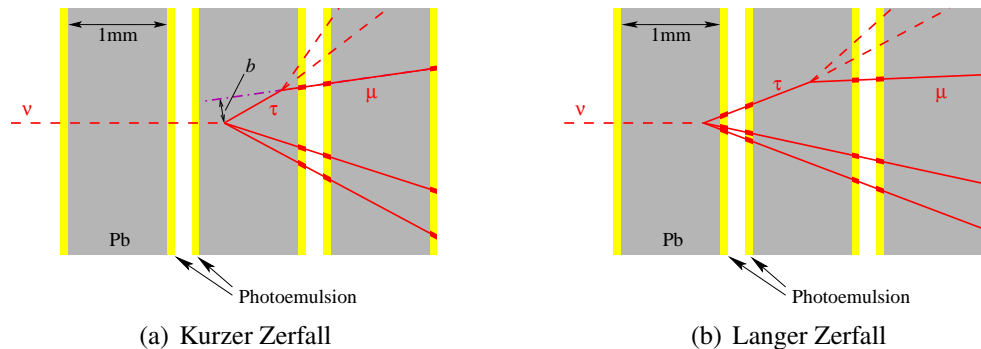 1mm
b
ν
τ
μ
Pb
Photoemulsion
(a) Kurzer Zerfall
1mm
τ
ν
μ
Pb
Photoemulsion
(b) Langer Zerfall